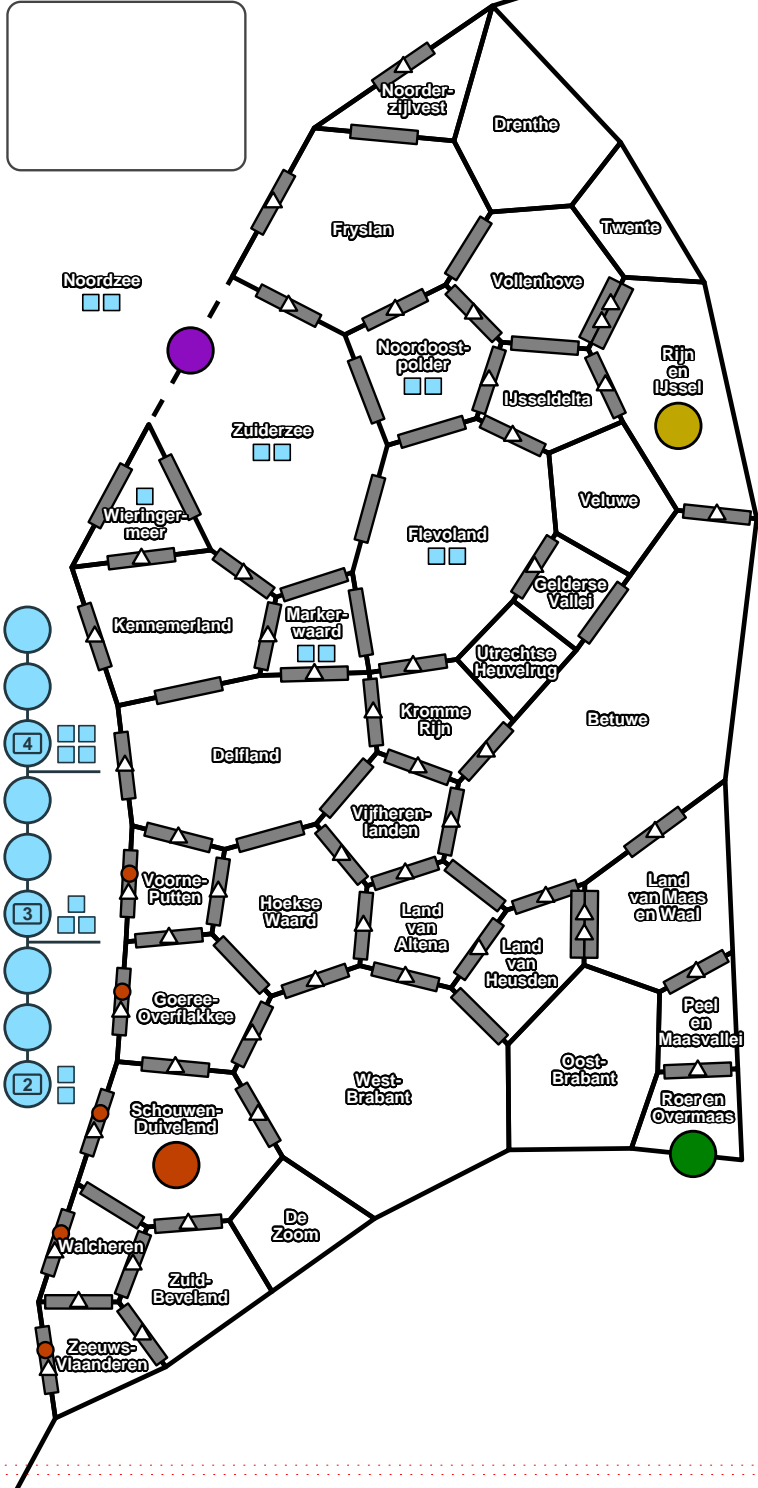 Noorder-
zijlvest
Drenthe
Fryslan
Twente
Vollenhove
Noordzee
Noordoost-
polder
Rijn
en
IJssel
IJsseldelta
Zuiderzee
Veluwe
Wieringer-
meer
Flevoland
Gelderse
Vallei
Kennemerland
Marker-
waard
Utrechtse
Heuvelrug
Kromme
Rijn
Betuwe
4
Delfland
Vijfheren-
landen
Voorne-
Putten
Hoekse
Waard
Land
van Maas
en Waal
3
Land
van
Altena
Land
van
Heusden
Goeree-
Overflakkee
Peel
en
Maasvallei
2
West-
Brabant
Oost-
Brabant
Roer en
Overmaas
Schouwen-
Duiveland
De
Zoom
Walcheren
Zuid-
Beveland
Zeeuws-
Vlaanderen